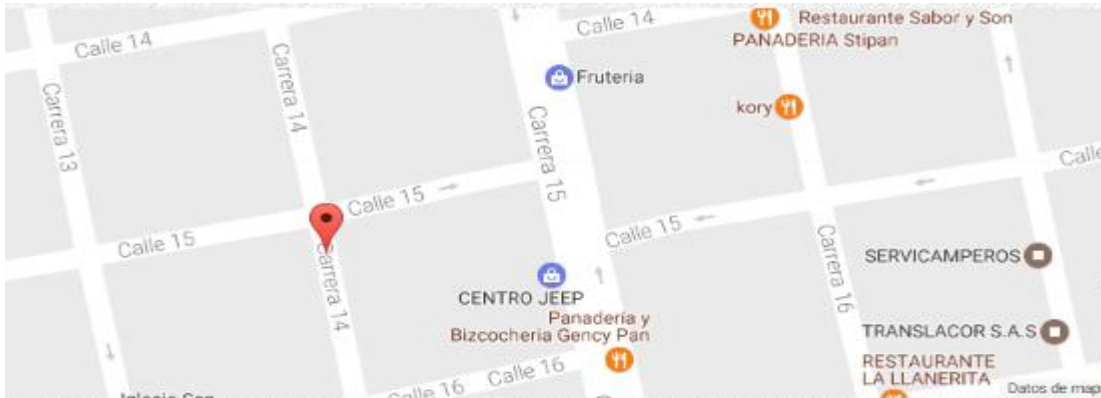 Calle 14
Carrera 14
Carrera 13
Calle 14
Restaurante Sabor y Son
PANADERIA Stipan
Fruteria
kory
Carrera 15
Calle
Calle 15
Calle 15
Carrera 14
Calle 15
Carrera 16
SERVICAMPEROS
CENTRO JEEP
Panadería y
Bizcocheria Gency Pan
TRANSLACOR S.A.S
RESTAURANTE
LA LLANERITA
Calle 16
Calle 16
Datos de map